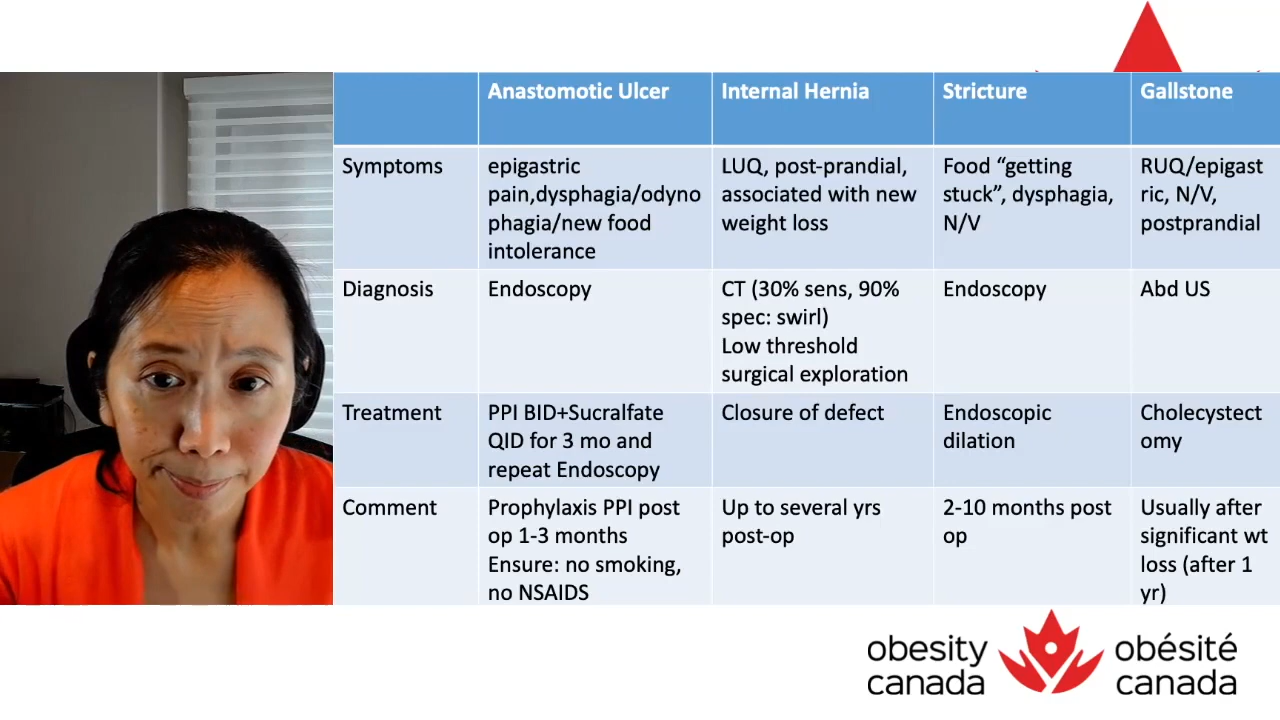 Anastomotic Ulcer
Internal Hernia
Stricture
Gallstone
Symptoms
epigastric
pain,dysphagia/odyno
phagia/new food
intolerance
LUQ, post-prandial,
associated with new
weight loss
Food “getting
stuck”, dysphagia,
N/V
RUQ/epigast
ric, N/V,
postprandial
Diagnosis
Endoscopy
CT (30% sens, 90%
spec: swirl)
Low threshold
surgical exploration
Endoscopy
Abd US
Treatment
PPI BID+Sucralfate
QID for 3 mo and
repeat Endoscopy
Closure of defect
Endoscopic
dilation
Cholecystect
omy
Comment
Prophylaxis PPI post
op 1-3 months
Ensure: no smoking,
no NSAIDS
Up to several yrs
post-op
2-10 months post
op
Usually after
significant wt
loss (after 1
yr)
obesity
canada
obésité
canada